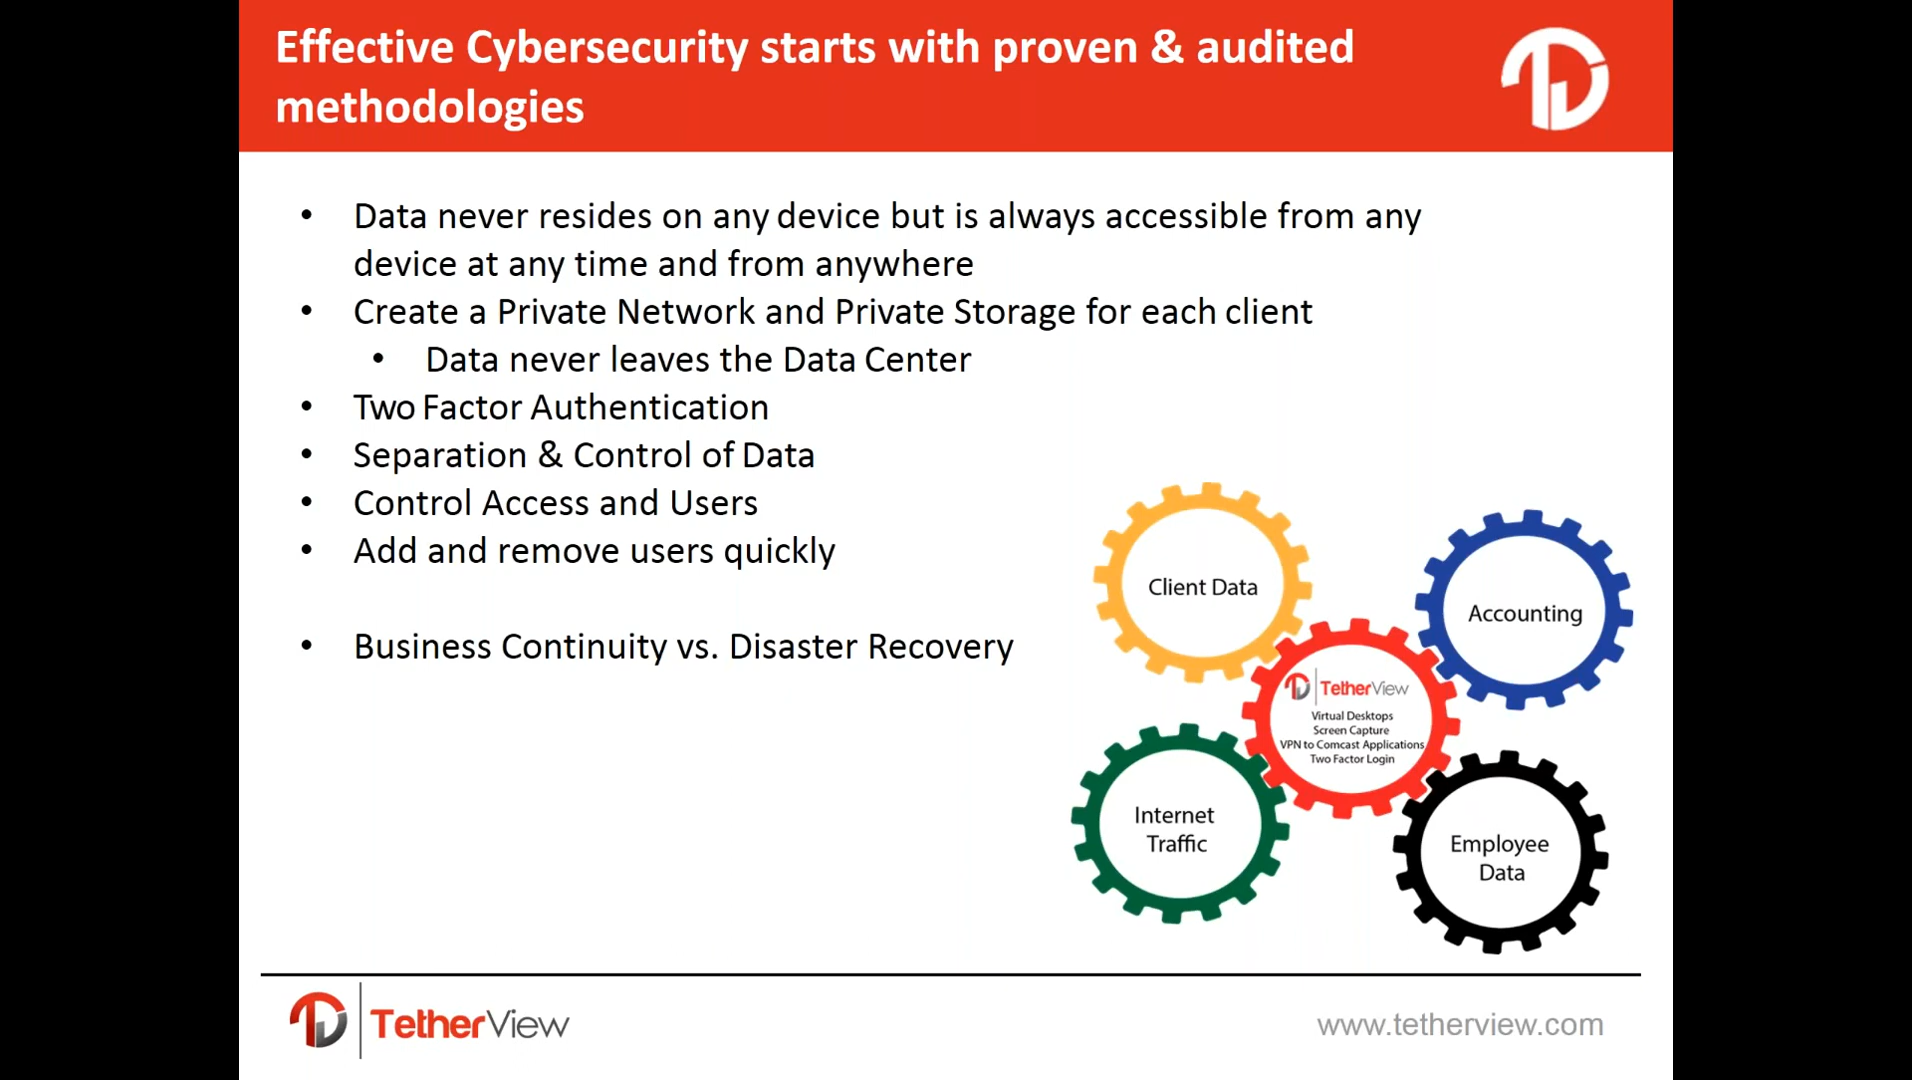 Effective Cybersecurity starts with proven & audited
methodologies
• Data never resides on any device but is always accessible from any
device at any time and from anywhere
• Create a Private Network and Private Storage for each client
• Data never leaves the Data Center
• Two Factor Authentication
• Separation & Control of Data
• Control Access and Users
• Add and remove users quickly
• Business Continuity vs. Disaster Recovery
Client Data
Accounting
TetherView
Virtual Desktops
Screen Capture
VPN to Comcast Applications
Two Factor Login
Internet
Traffic
Employee
Data
TetherView
www.tetherview.com